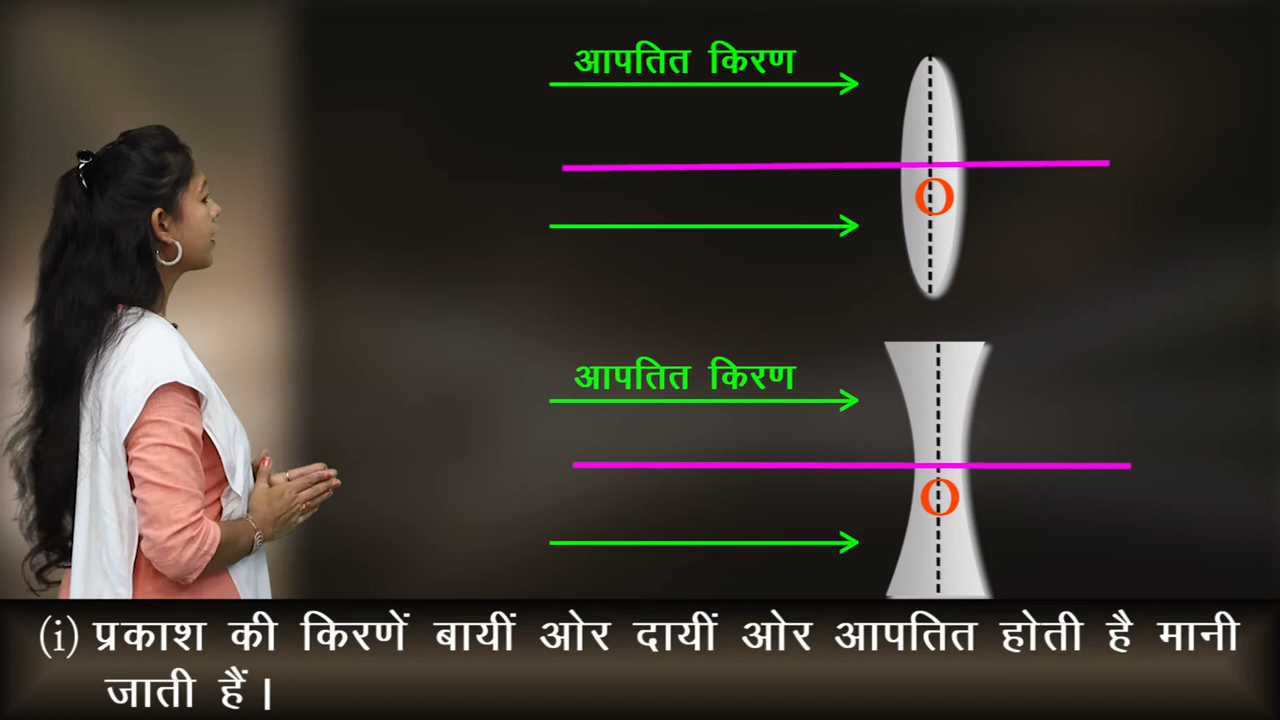 आपतित किरण
O
आपतित किरण
O
(i) प्रकाश की किरणें बायीं ओर दायीं ओर आपतित होती है मानी
जाती हैं।